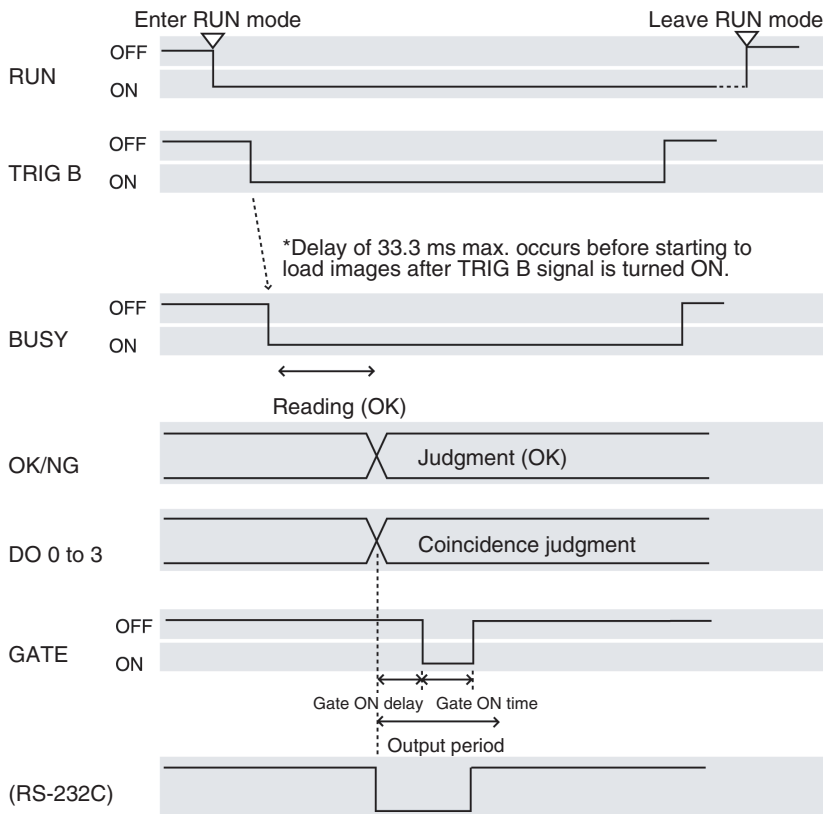 Enter RUN mode
Leave RUN mode
OFF
RUN
ON
OFF
TRIG B
ON
*Delay of 33.3 ms max. occurs before starting to
load images after TRIG B signal is turned ON.
OFF
BUSY
ON
Reading (OK)
OK/NG
Judgment (OK)
DO 0 to 3
Coincidence judgment
OFF
GATE
ON
Gate ON delay
Gate ON time
Output period
(RS-232C)